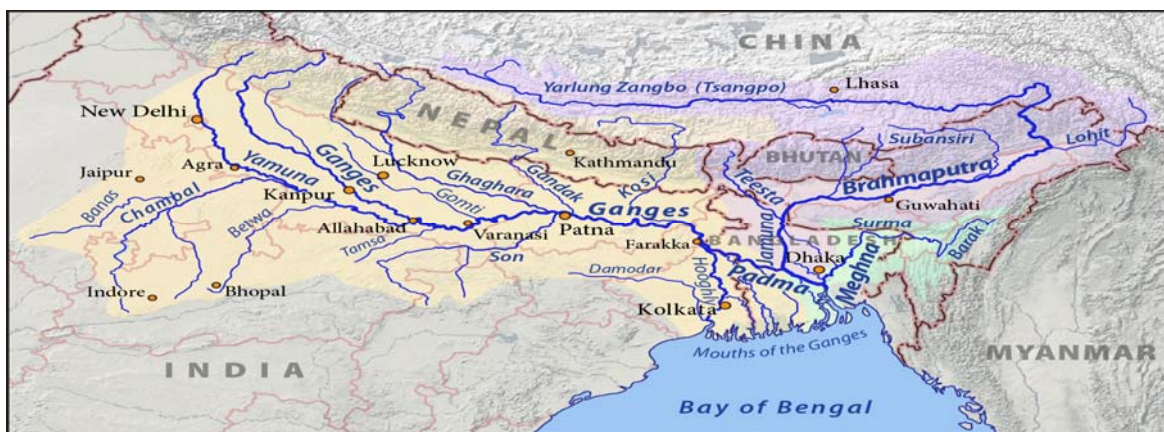 CHINA
Yarlung Zangbo (Tsangpo)
Lhasa
New Delhi
NEPAL
Subansiri
Lohit
Agra
Lucknow
Kathmandu
BHUTAN
Jaipur
Yamuna
Ganges
Ghaghara
Gandak
Kosi
Teesta
Brahmaputra
Banas
Chambal
Kanpur
Gomti
Ganges
Guwahati
Betwa
Allahabad
Varanasi
Patna
Jamuna
Surma
Tamsa
Son
Farakka
BANGLADESH
Barak
Damodar
Hooghly
Padma
Dhaka
Meghna
Indore
Bhopal
Kolkata
Mouths of the Ganges
INDIA
MYANMAR
Bay of Bengal